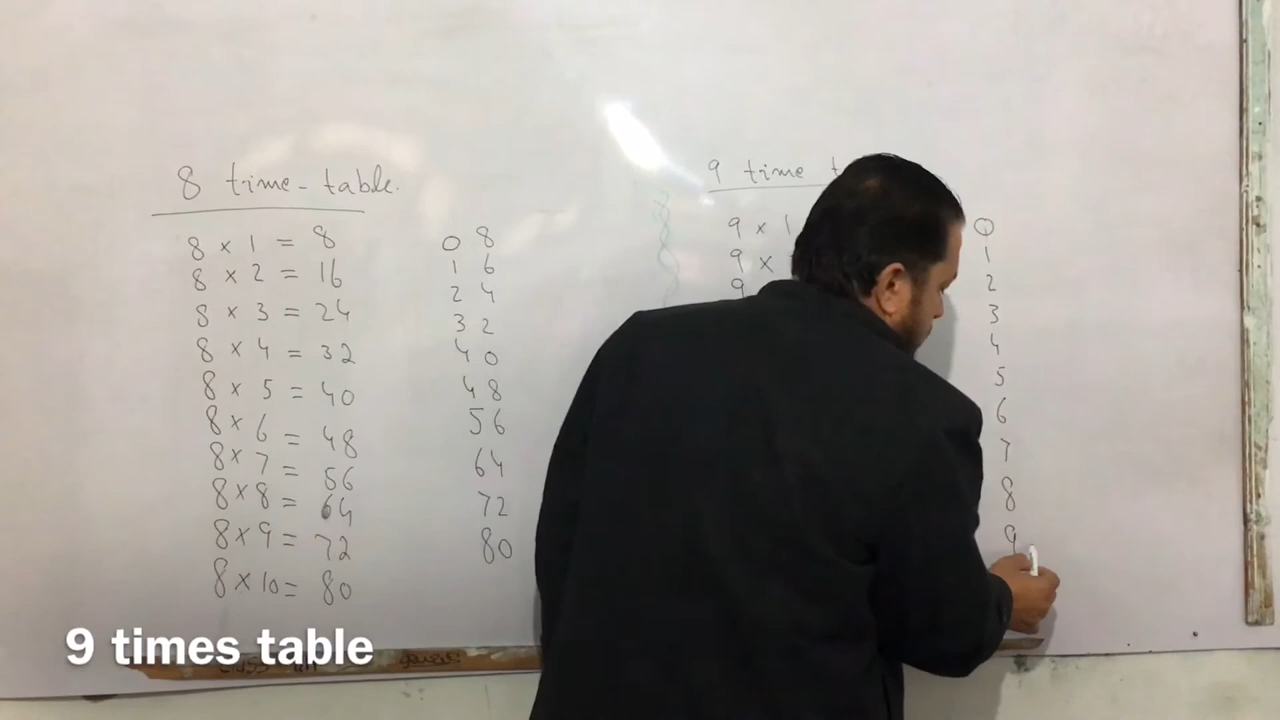 8 time-table.
8 × 1 = 8
8 × 2 = 16
8 × 3 = 24
8 × 4 = 32
8 × 5 = 40
8 × 6 = 48
8 × 7 = 56
8 × 8 = 64
8 × 9 = 72
8 × 10 = 80
0 8
1 6
2 4
3 2
4 0
4 8
5 6
6 4
7 2
8 0
9 time t
9 × 1
9 ×
9
0
1
2
3
4
5
6
7
8
9
9 times table